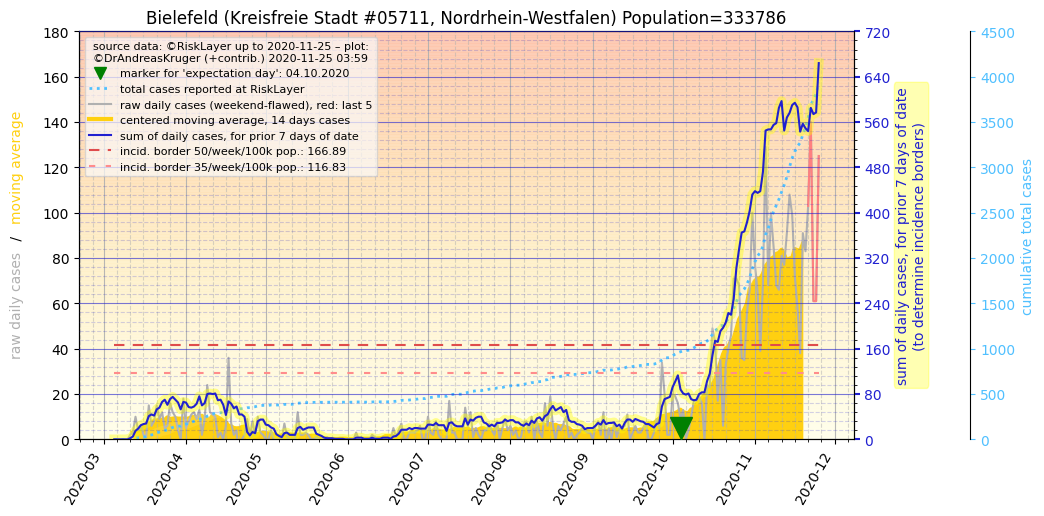 Bielefeld (Kreisfreie Stadt #05711, Nordrhein-Westfalen) Population=333786
source data: ©RiskLayer up to 2020-11-25 – plot:
©DrAndreasKruger (+contrib.) 2020-11-25 03:59
marker for 'expectation day': 04.10.2020
total cases reported at RiskLayer
raw daily cases (weekend-flawed), red: last 5
centered moving average, 14 days cases
sum of daily cases, for prior 7 days of date
incid. border 50/week/100k pop.: 166.89
incid. border 35/week/100k pop.: 116.83
raw daily cases / moving average
180
160
140
120
100
80
60
40
20
0
720
640
560
480
400
320
240
160
80
0
sum of daily cases, for prior 7 days of date
(to determine incidence borders)
4500
4000
3500
3000
2500
2000
1500
1000
500
0
cumulative total cases
2020-03
2020-04
2020-05
2020-06
2020-07
2020-08
2020-09
2020-10
2020-11
2020-12